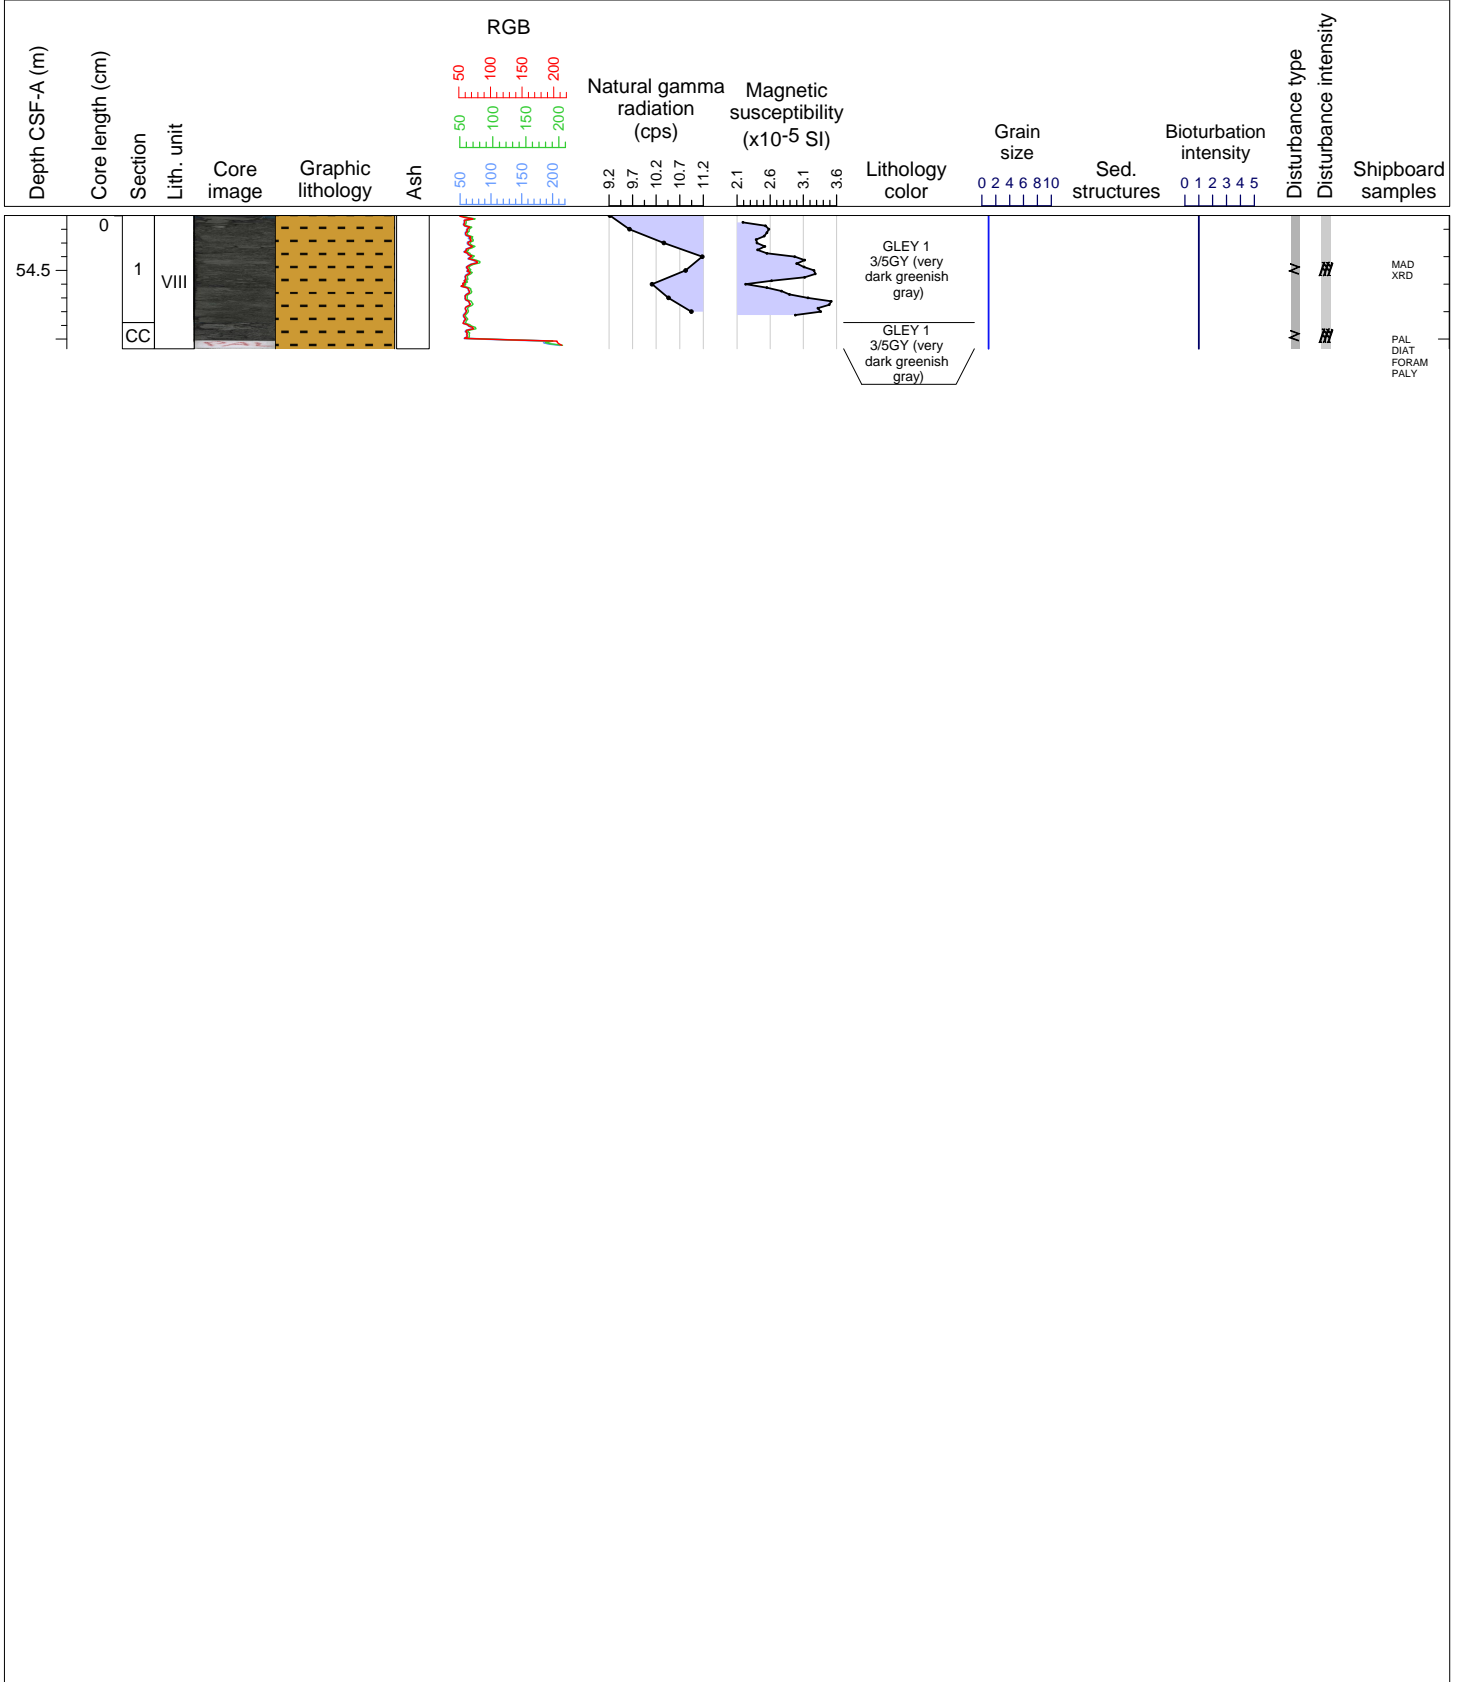 RGB
50 100 150 200
50 100 150 200
50 100 150 200
Depth CSF-A (m)
Core length (cm)
Section
Lith. unit
Core
image
Graphic
lithology
Ash
Natural gamma
radiation
(cps)
9.2 9.7 10.2 10.7 11.2
Magnetic
susceptibility
(x10-5 SI)
2.1 2.6 3.1 3.6
Lithology
color
Grain
size
0 2 4 6 8 10
Sed.
structures
Bioturbation
intensity
0 1 2 3 4 5
Disturbance type
Disturbance intensity
Shipboard
samples
0
54.5
1
CC
VIII
GLEY 1
3/5GY (very
dark greenish
gray)
GLEY 1
3/5GY (very
dark greenish
gray)
MAD
XRD
PAL
DIAT
FORAM
PALY